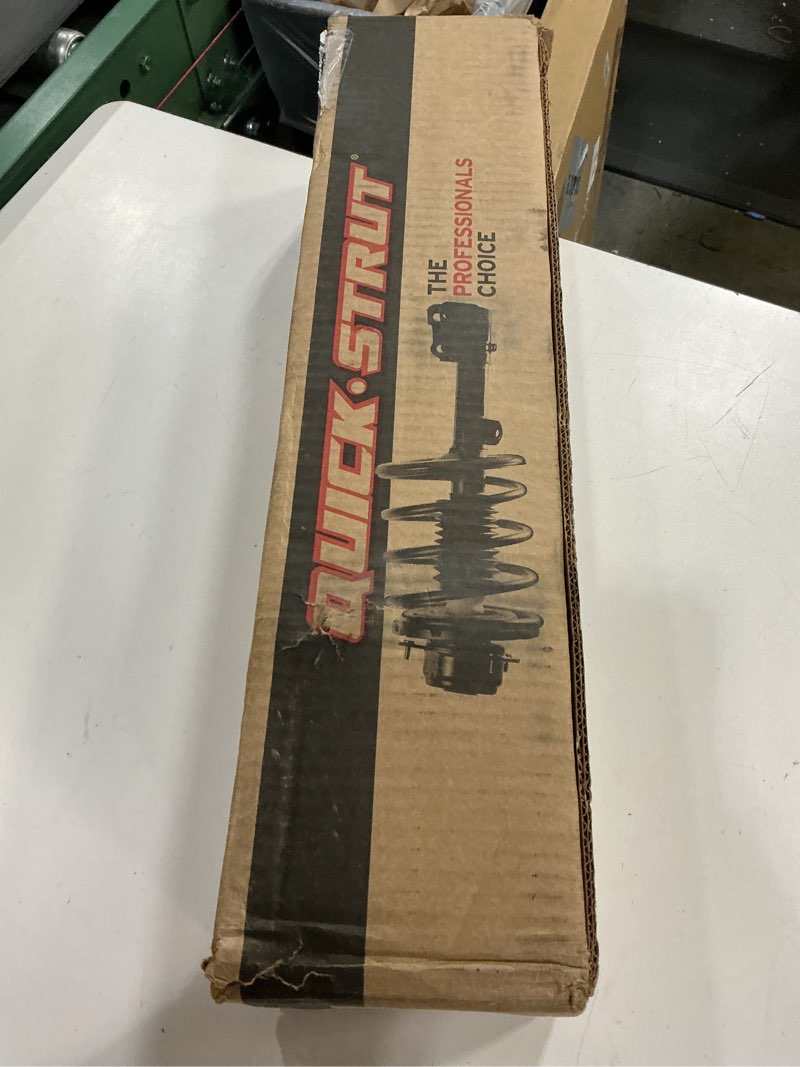 QUICK·STRUT®
THE
PROFESSIONALS
CHOICE